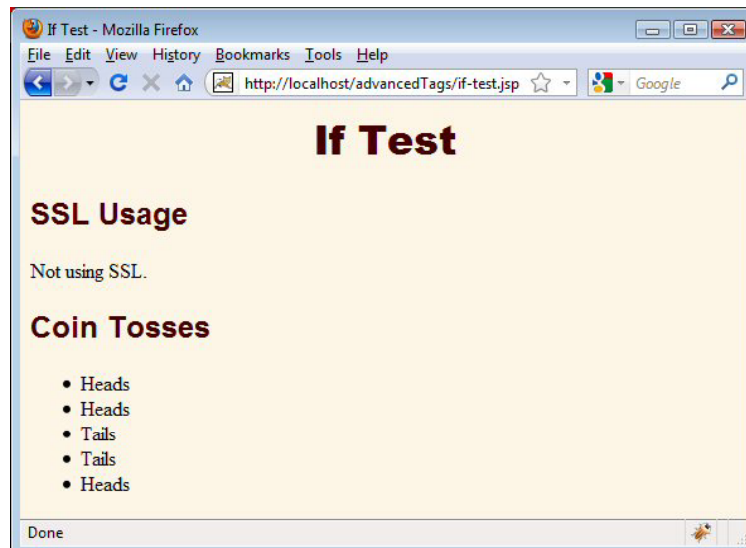 If Test - Mozilla Firefox
File Edit View History Bookmarks Tools Help
http://localhost/advancedTags/if-test.jsp Google
If Test
SSL Usage
Not using SSL.
Coin Tosses
• Heads
• Heads
• Tails
• Tails
• Heads
Done